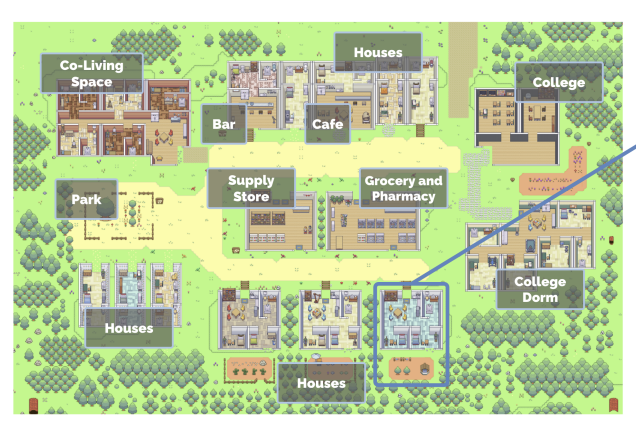 Houses
Co-Living
Space
College
Bar
Cafe
Supply
Store
Grocery and
Pharmacy
Park
College
Dorm
Houses
Houses